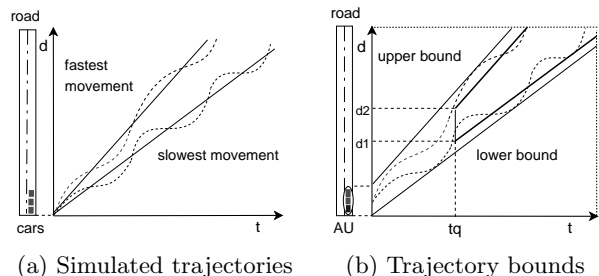 road
d
fastest
movement
slowest movement
cars
t
(a) Simulated trajectories
road
d
upper bound
d2
d1
lower bound
AU
tq
t
(b) Trajectory bounds